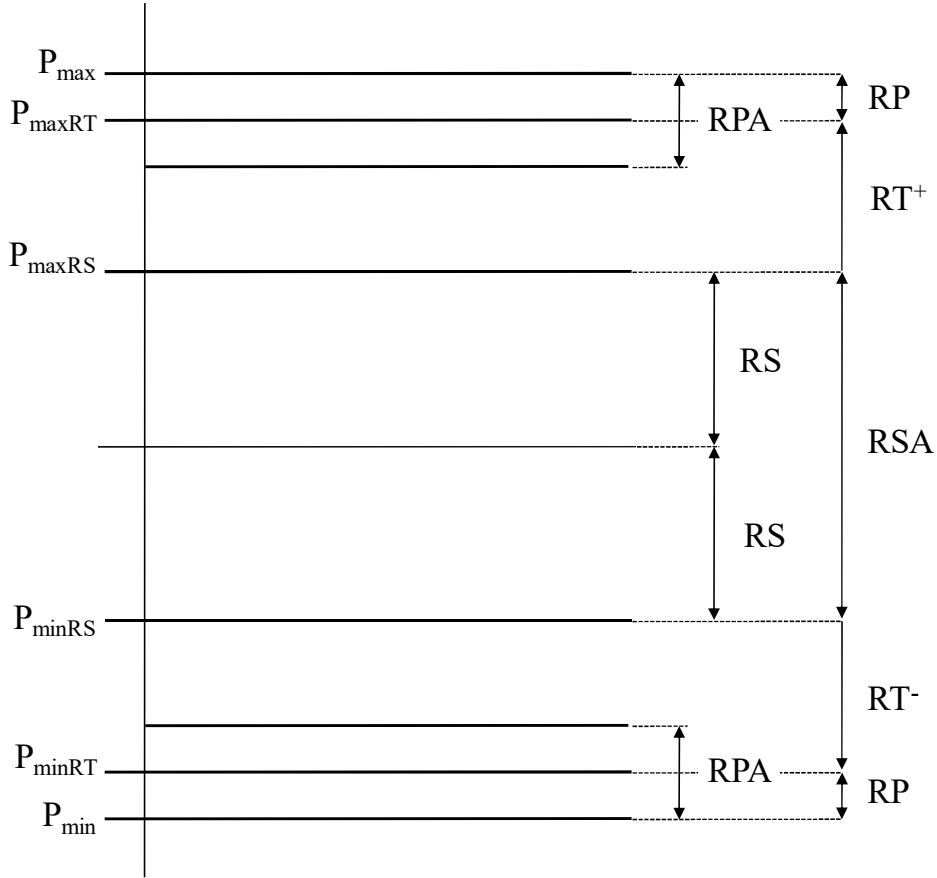 P_max
RP
P_maxRT
RPA
RT⁺
P_maxRS
RS
RSA
RS
P_minRS
RT⁻
P_minRT
RPA
RP
P_min